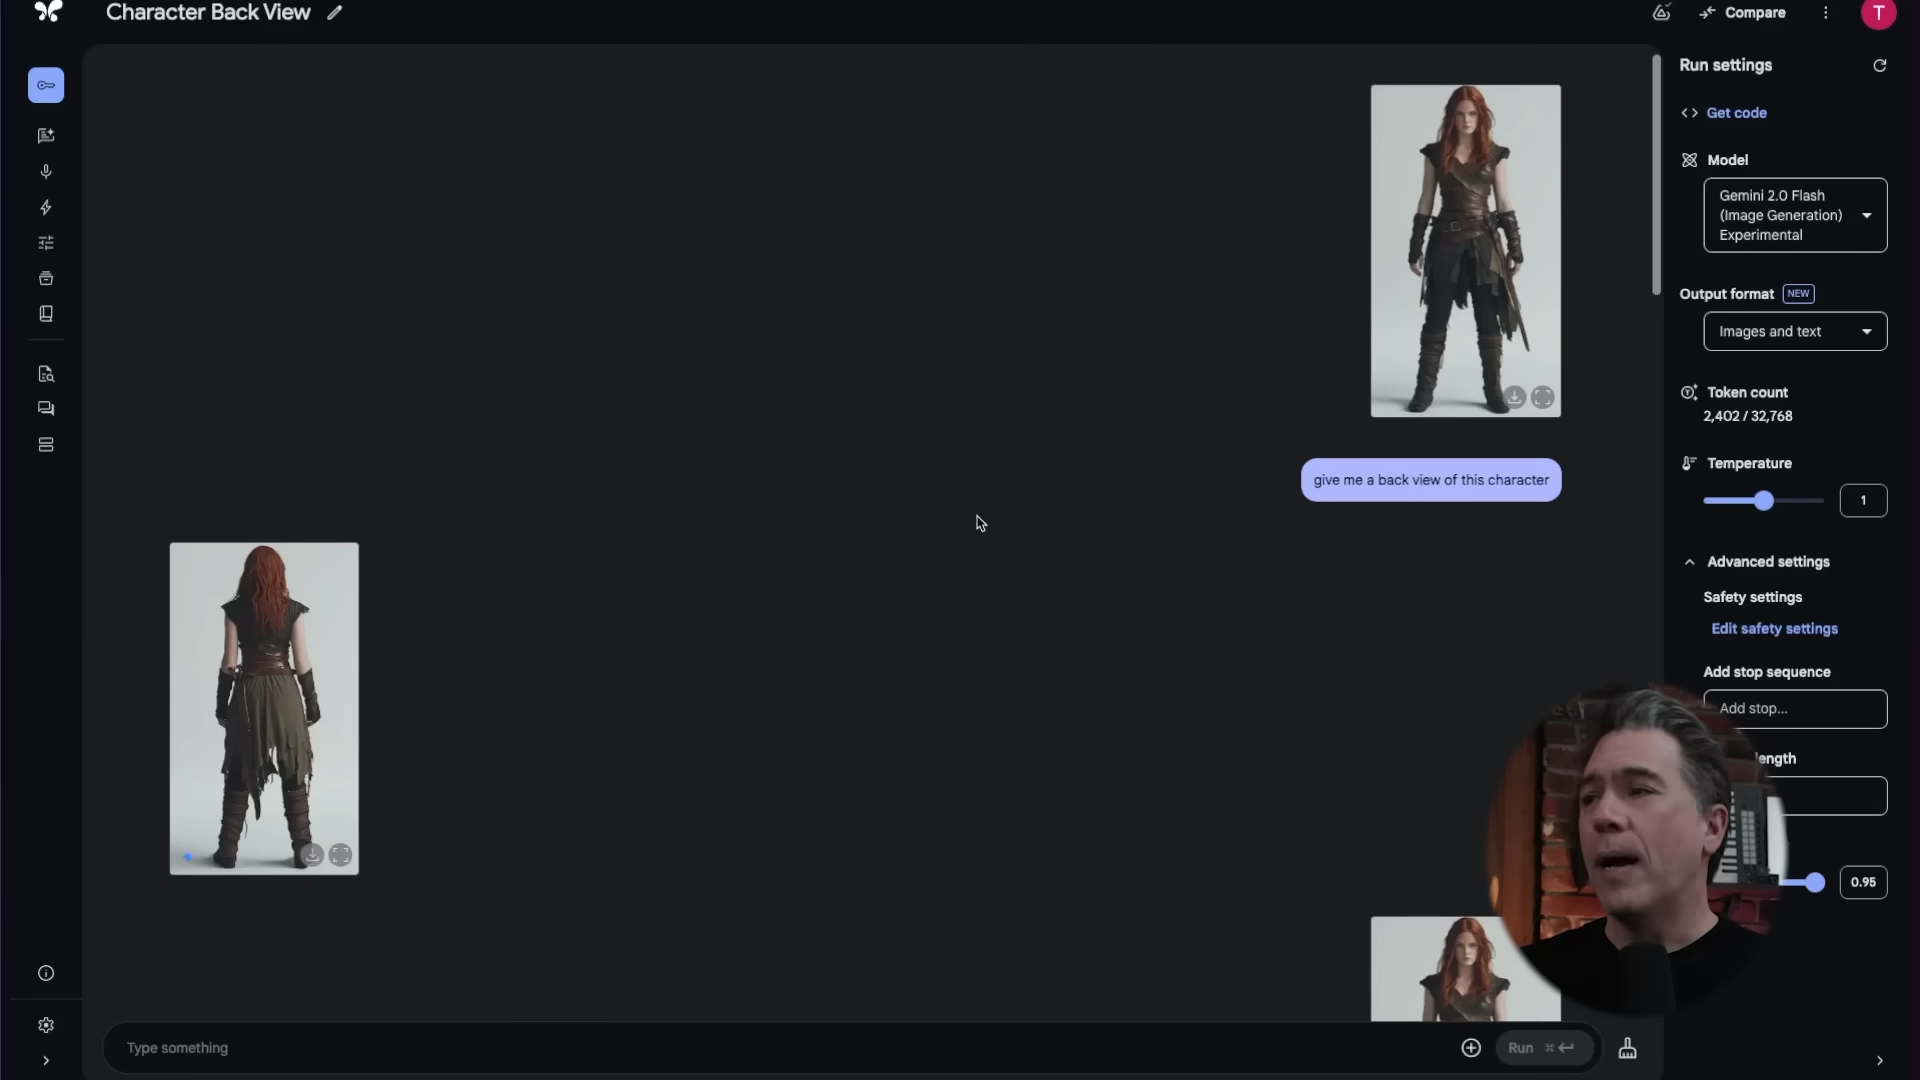 Character Back View
Compare
T
Run settings
Get code
Model
Gemini 2.0 Flash
(Image Generation)
Experimental
Output format NEW
Images and text
Token count
2,402 / 32,768
Temperature
1
give me a back view of this character
Advanced settings
Safety settings
Edit safety settings
Add stop sequence
Add stop...
ength
0.95
Type something
Run ⌘ ↵